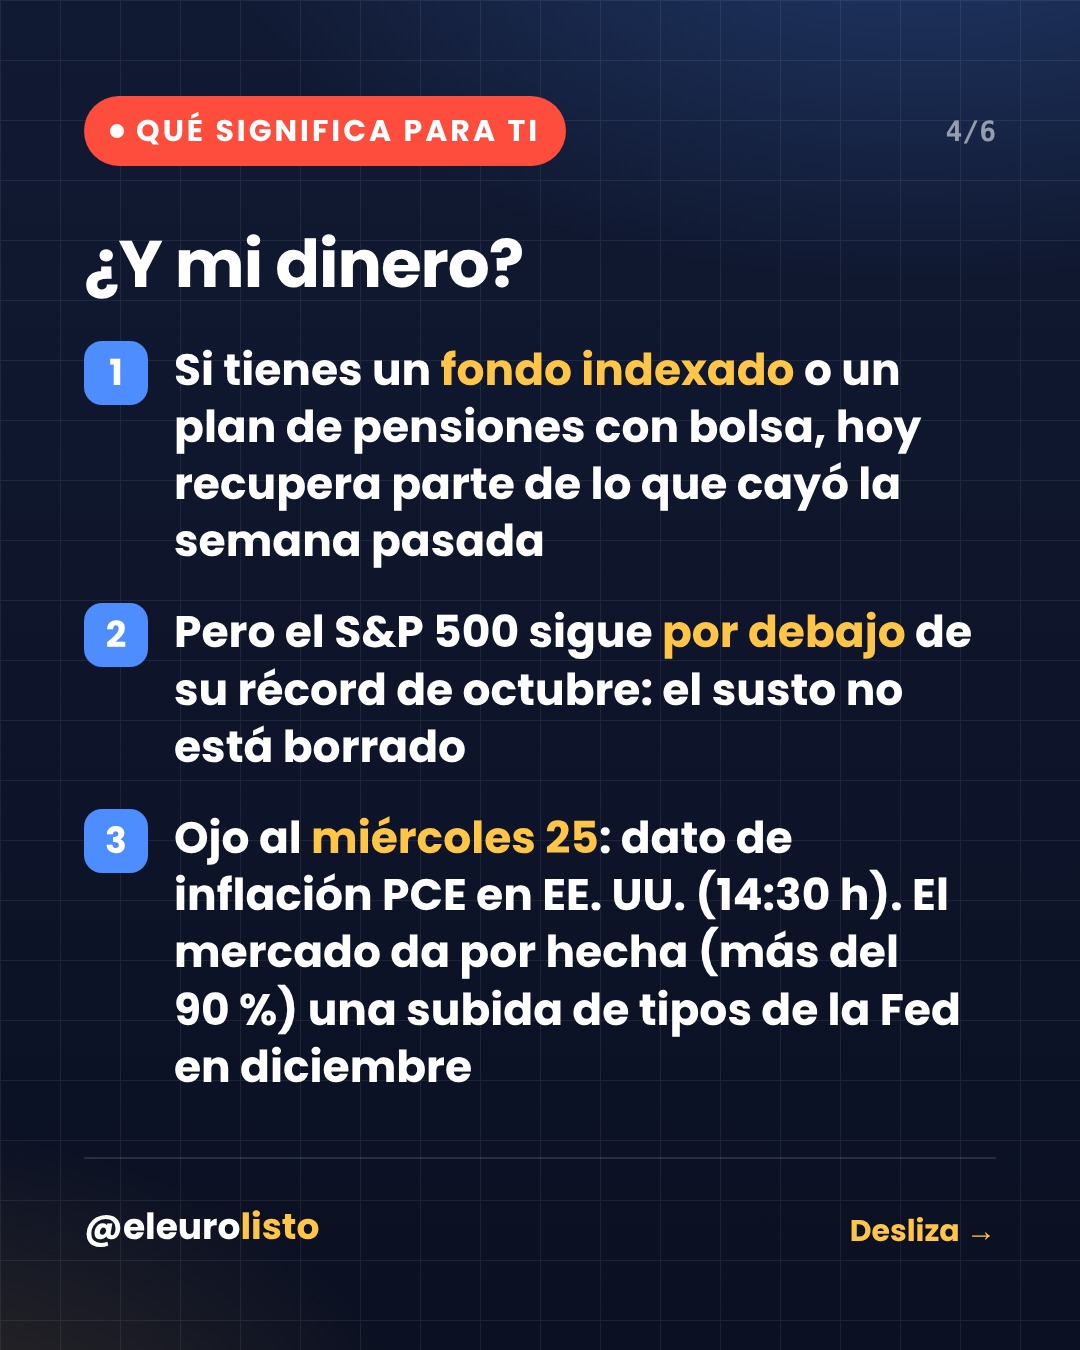 QUÉ SIGNIFICA PARA TI
4/6
¿Y mi dinero?
1
Si tienes un fondo indexado o un
plan de pensiones con bolsa, hoy
recupera parte de lo que cayó la
semana pasada
2
Pero el S&P 500 sigue por debajo de
su récord de octubre: el susto no
está borrado
3
Ojo al miércoles 25: dato de
inflación PCE en EE. UU. (14:30 h). El
mercado da por hecha (más del
90 %) una subida de tipos de la Fed
en diciembre
@eleurolisto
Desliza →